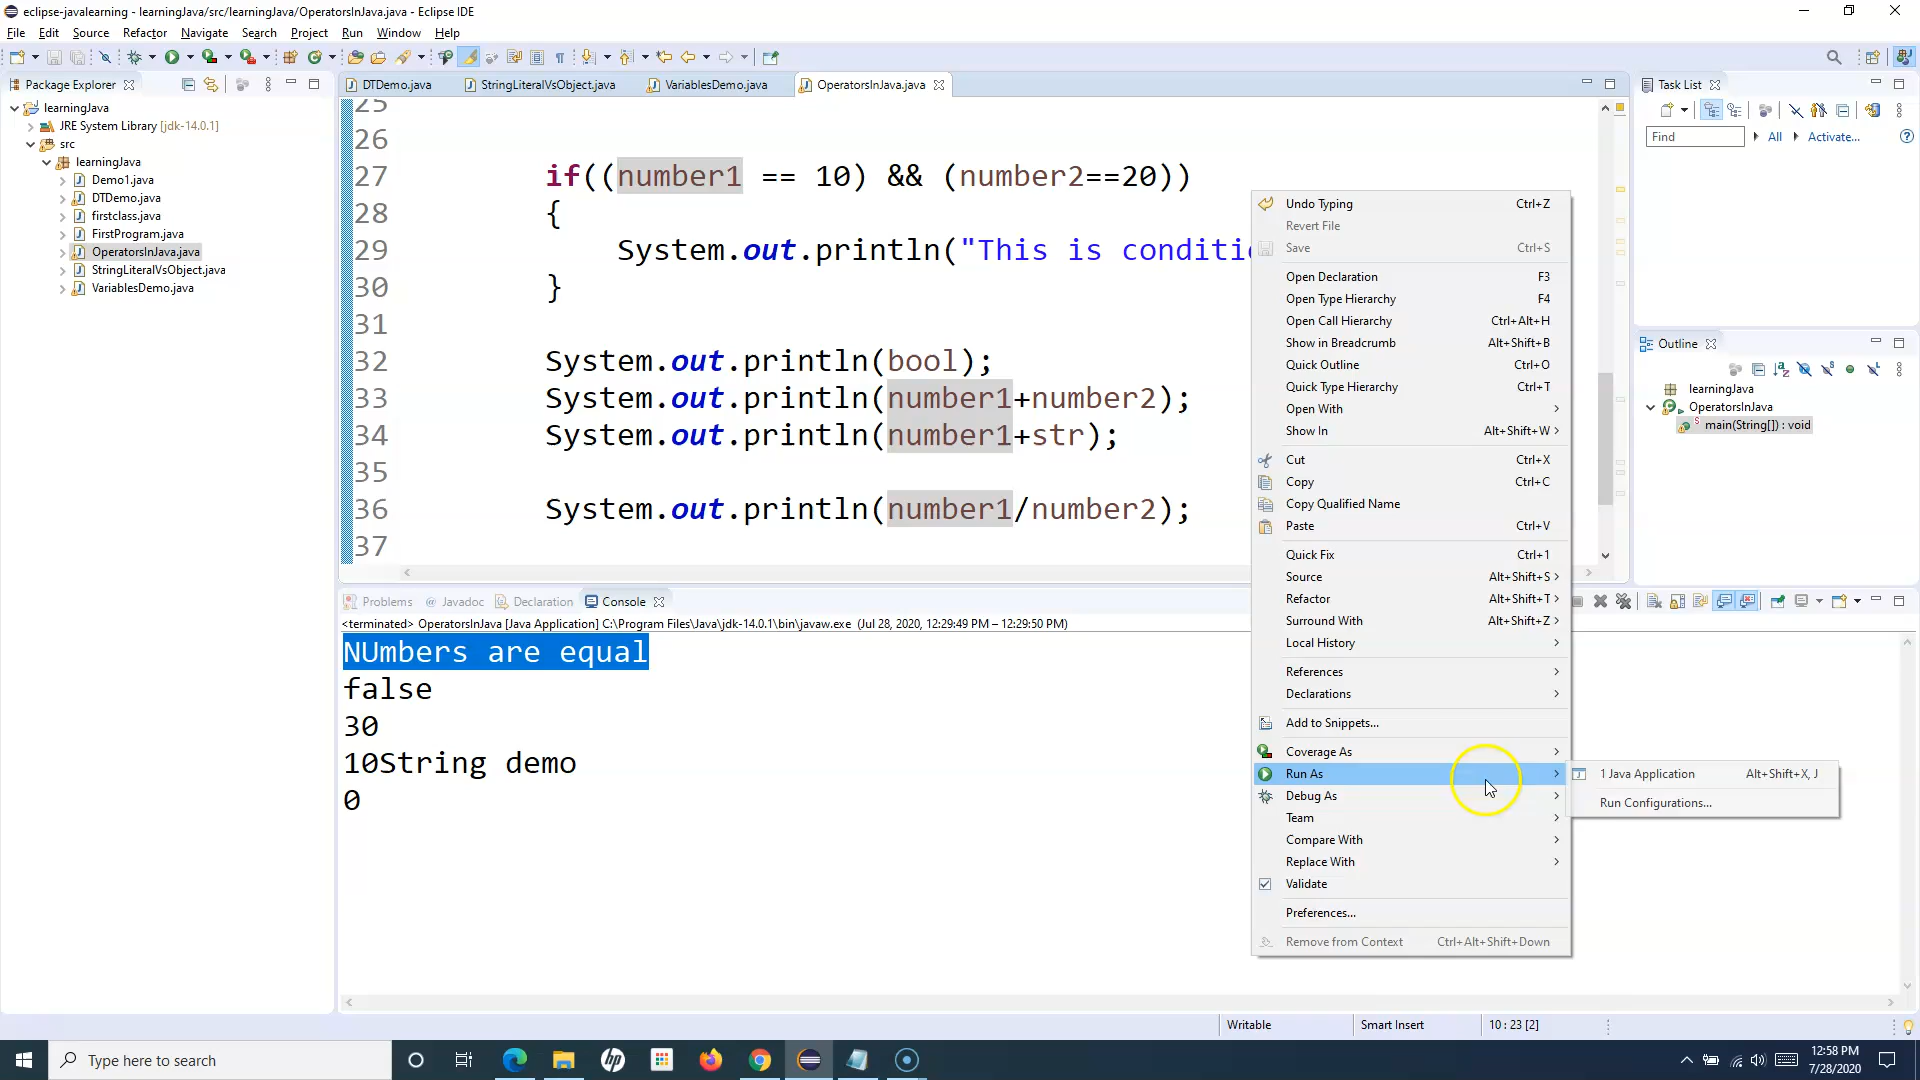 eclipse-javalearning - learningJava/src/learningJava/OperatorsInJava.java - Eclipse IDE
File Edit Source Refactor Navigate Search Project Run Window Help
Package Explorer
learningJava
JRE System Library [jdk-14.0.1]
src
learningJava
Demo1.java
DTDemo.java
firstclass.java
FirstProgram.java
OperatorsInJava.java
StringLiteralVsObject.java
VariablesDemo.java
DTDemo.java StringLiteralVsObject.java VariablesDemo.java OperatorsInJava.java
25
26
27 if((number1 == 10) && (number2==20))
28 {
29 System.out.println("This is conditic
30 }
31
32 System.out.println(bool);
33 System.out.println(number1+number2);
34 System.out.println(number1+str);
35
36 System.out.println(number1/number2);
37
Undo Typing Ctrl+Z
Revert File
Save Ctrl+S
Open Declaration F3
Open Type Hierarchy F4
Open Call Hierarchy Ctrl+Alt+H
Show in Breadcrumb Alt+Shift+B
Quick Outline Ctrl+O
Quick Type Hierarchy Ctrl+T
Open With
Show In Alt+Shift+W
Cut Ctrl+X
Copy Ctrl+C
Copy Qualified Name
Paste Ctrl+V
Quick Fix Ctrl+1
Source Alt+Shift+S
Refactor Alt+Shift+T
Surround With Alt+Shift+Z
Local History
References
Declarations
Add to Snippets...
Coverage As
Run As
Debug As
Team
Compare With
Replace With
Validate
Preferences...
Remove from Context Ctrl+Alt+Shift+Down
1 Java Application Alt+Shift+X, J
Run Configurations...
Task List
Find All Activate...
Outline
learningJava
OperatorsInJava
main(String[]) : void
Problems Javadoc Declaration Console
<terminated> OperatorsInJava [Java Application] C:\Program Files\Java\jdk-14.0.1\bin\javaw.exe (Jul 28, 2020, 12:29:49 PM – 12:29:50 PM)
NUmbers are equal
false
30
10String demo
0
Writable Smart Insert 10 : 23 [2]
Type here to search
hp
12:58 PM
7/28/2020